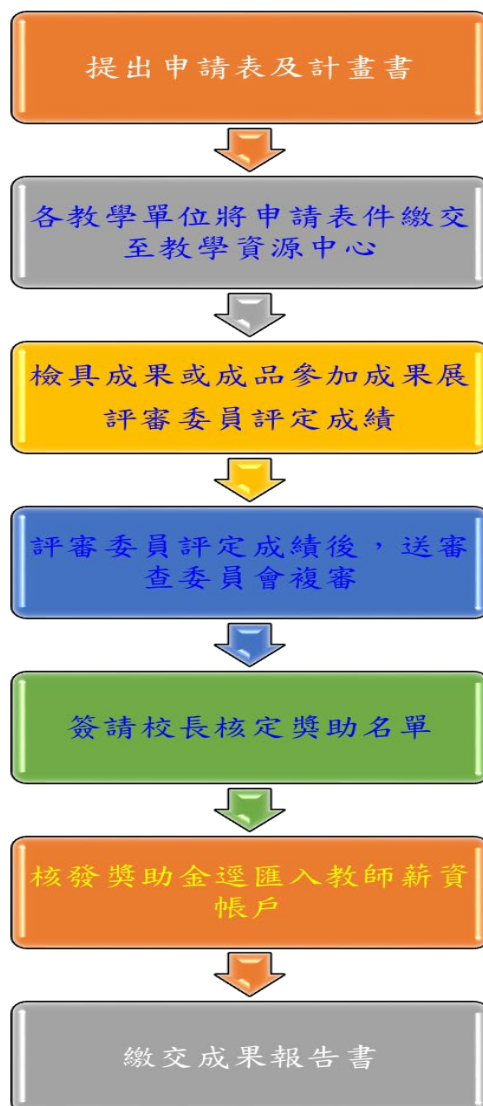 提出申請表及計畫書
各教學單位將申請表件繳交
至教學資源中心
檢具成果或成品參加成果展
評審委員評定成績
評審委員評定成績後，送審
查委員會複審
簽請校長核定獎助名單
核發獎助金逕匯入教師薪資
帳戶
繳交成果報告書